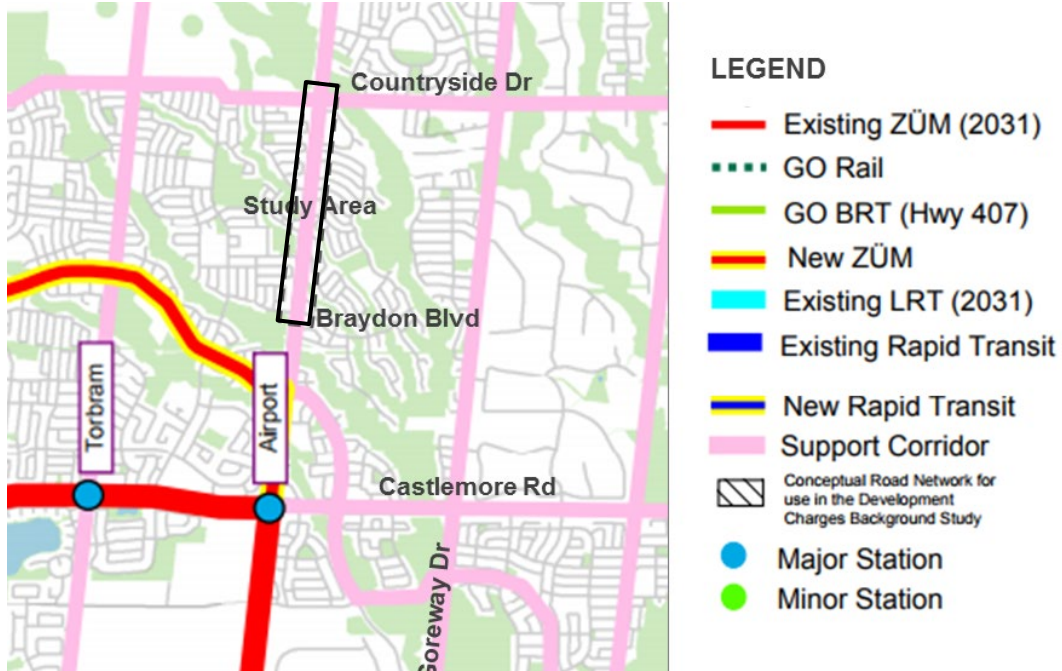 Countryside Dr
Study Area
Braydon Blvd
Torbram
Airport
Castlemore Rd
Goreway Dr
LEGEND
Existing ZÜM (2031)
GO Rail
GO BRT (Hwy 407)
New ZÜM
Existing LRT (2031)
Existing Rapid Transit
New Rapid Transit
Support Corridor
Conceptual Road Network for
use in the Development
Charges Background Study
Major Station
Minor Station